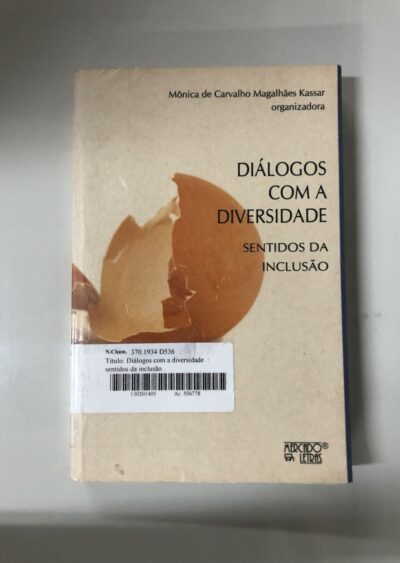 Mônica de Carvalho Magalhães Kassar
organizadora
DIÁLOGOS
COM A
DIVERSIDADE
SENTIDOS DA
INCLUSÃO
N.Cham. 370.1934 D536
Título: Diálogos com a diversidade :
sentidos da inclusão .
130201405 Ac. 556778
MERCADO®
LETRAS